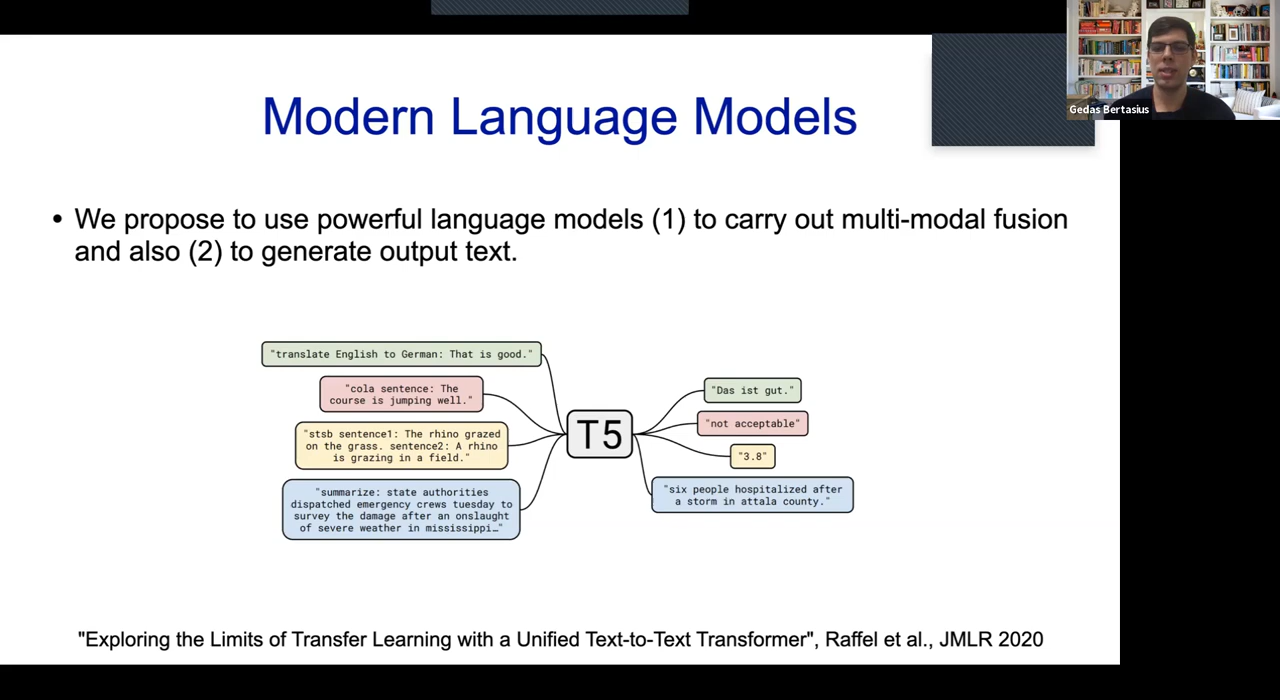 Modern Language Models
Gedas Bertasius
• We propose to use powerful language models (1) to carry out multi-modal fusion
and also (2) to generate output text.
"translate English to German: That is good."
"cola sentence: The
course is jumping well."
"stsb sentence1: The rhino grazed
on the grass. sentence2: A rhino
is grazing in a field."
"summarize: state authorities
dispatched emergency crews tuesday to
survey the damage after an onslaught
of severe weather in mississippi…"
T5
"Das ist gut."
"not acceptable"
"3.8"
"six people hospitalized after
a storm in attala county."
"Exploring the Limits of Transfer Learning with a Unified Text-to-Text Transformer", Raffel et al., JMLR 2020